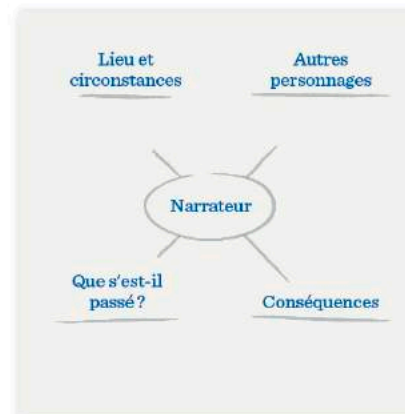 Lieu et
circonstances
Autres
personnages
Narrateur
Que s'est-il
passé ?
Conséquences